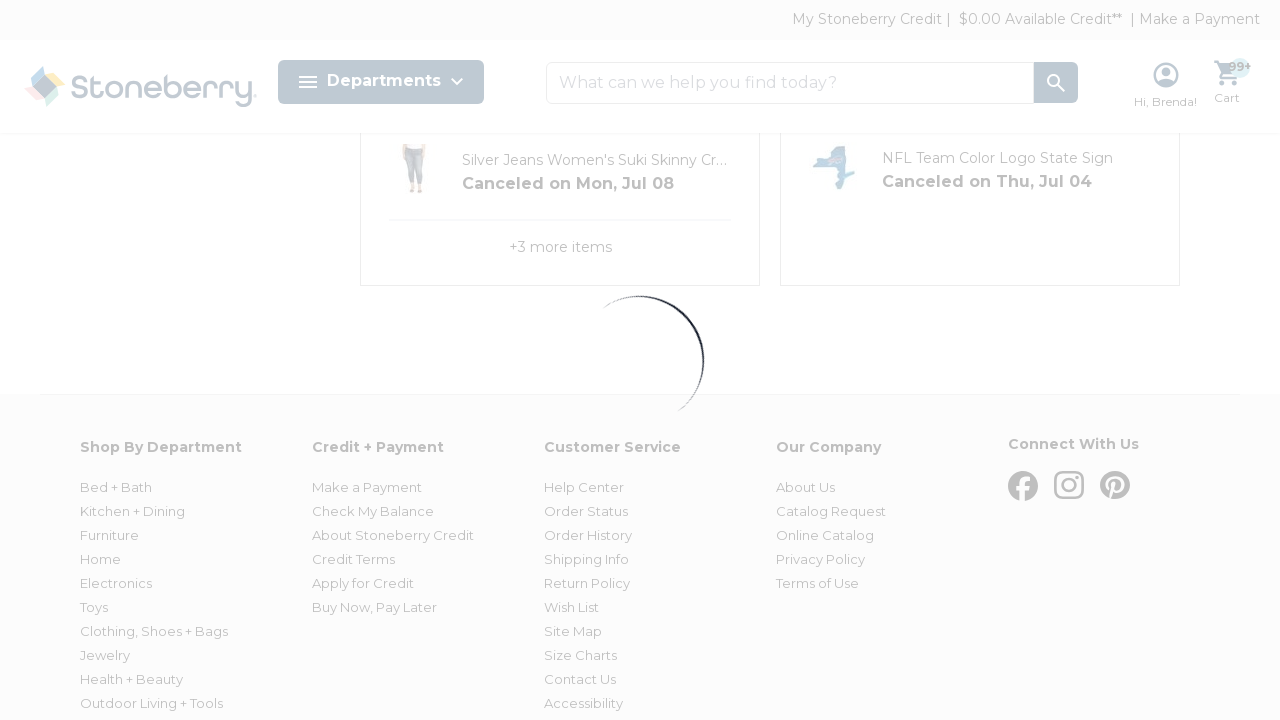 My Stoneberry Credit | $0.00 Available Credit** | Make a Payment
Stoneberry
Departments
What can we help you find today?
Hi, Brenda!
99+
Cart
Silver Jeans Women's Suki Skinny Cr...
Canceled on Mon, Jul 08
+3 more items
NFL Team Color Logo State Sign
Canceled on Thu, Jul 04
Shop By Department
Bed + Bath
Kitchen + Dining
Furniture
Home
Electronics
Toys
Clothing, Shoes + Bags
Jewelry
Health + Beauty
Outdoor Living + Tools
Credit + Payment
Make a Payment
Check My Balance
About Stoneberry Credit
Credit Terms
Apply for Credit
Buy Now, Pay Later
Customer Service
Help Center
Order Status
Order History
Shipping Info
Return Policy
Wish List
Site Map
Size Charts
Contact Us
Accessibility
Our Company
About Us
Catalog Request
Online Catalog
Privacy Policy
Terms of Use
Connect With Us